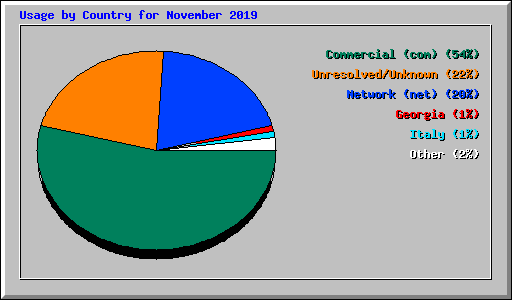 Usage by Country for November 2019
Commercial (com) (54%)
Unresolved/Unknown (22%)
Network (net) (20%)
Georgia (1%)
Italy (1%)
Other (2%)